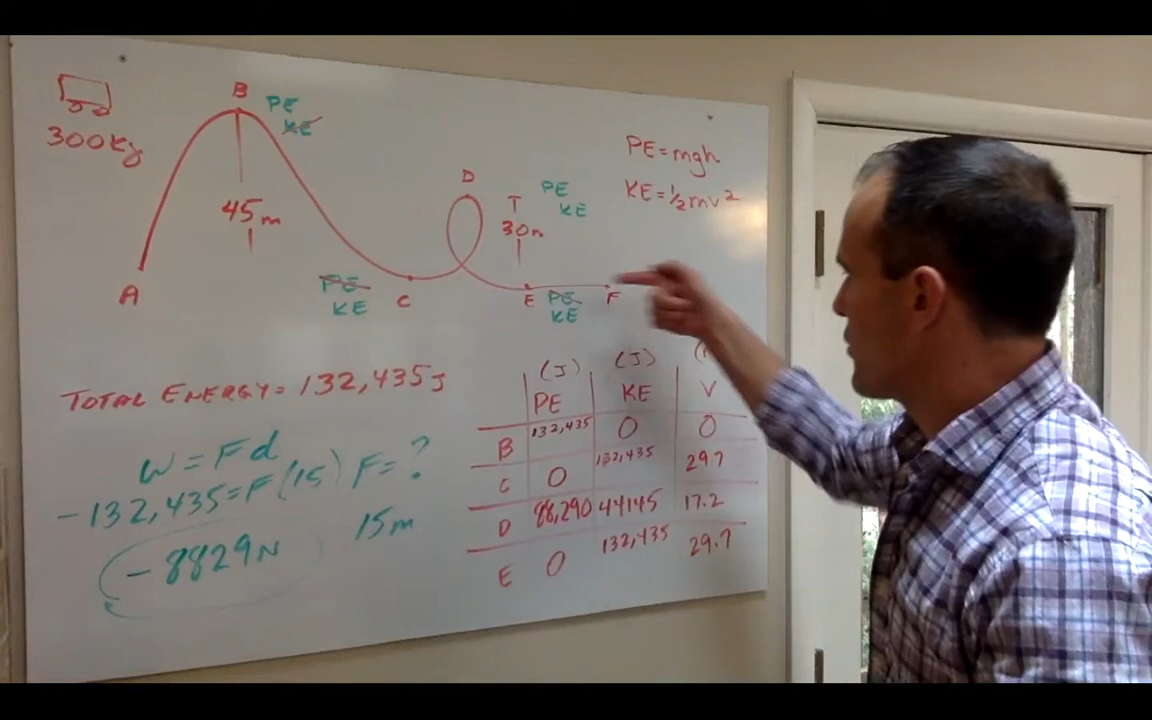 B
PE
KE
300Kg
PE=mgh
KE=½mv²
D
T
PE
KE
45m
30m
A
PE
KE
C
E
PE
KE
F
TOTAL ENERGY= 132,435J
W = Fd
-132,435=F(15) F=?
-8829N
15m
(J) (J)
PE KE V
B 132,435 0 0
C 0 132,435 29.7
D 88,290 44145 17.2
E 0 132,435 29.7